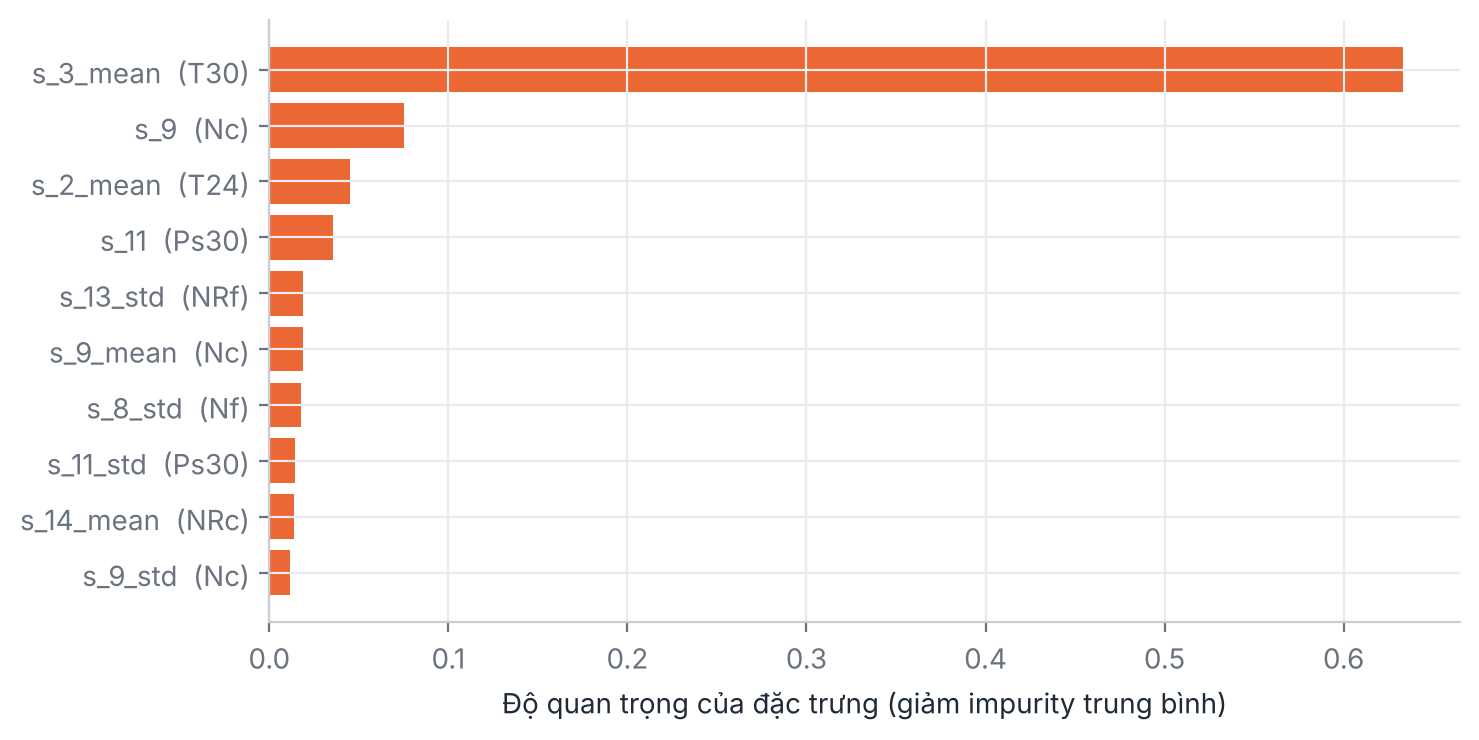 s_3_mean (T30)
s_9 (Nc)
s_2_mean (T24)
s_11 (Ps30)
s_13_std (NRf)
s_9_mean (Nc)
s_8_std (Nf)
s_11_std (Ps30)
s_14_mean (NRc)
s_9_std (Nc)
0.0 0.1 0.2 0.3 0.4 0.5 0.6
Độ quan trọng của đặc trưng (giảm impurity trung bình)